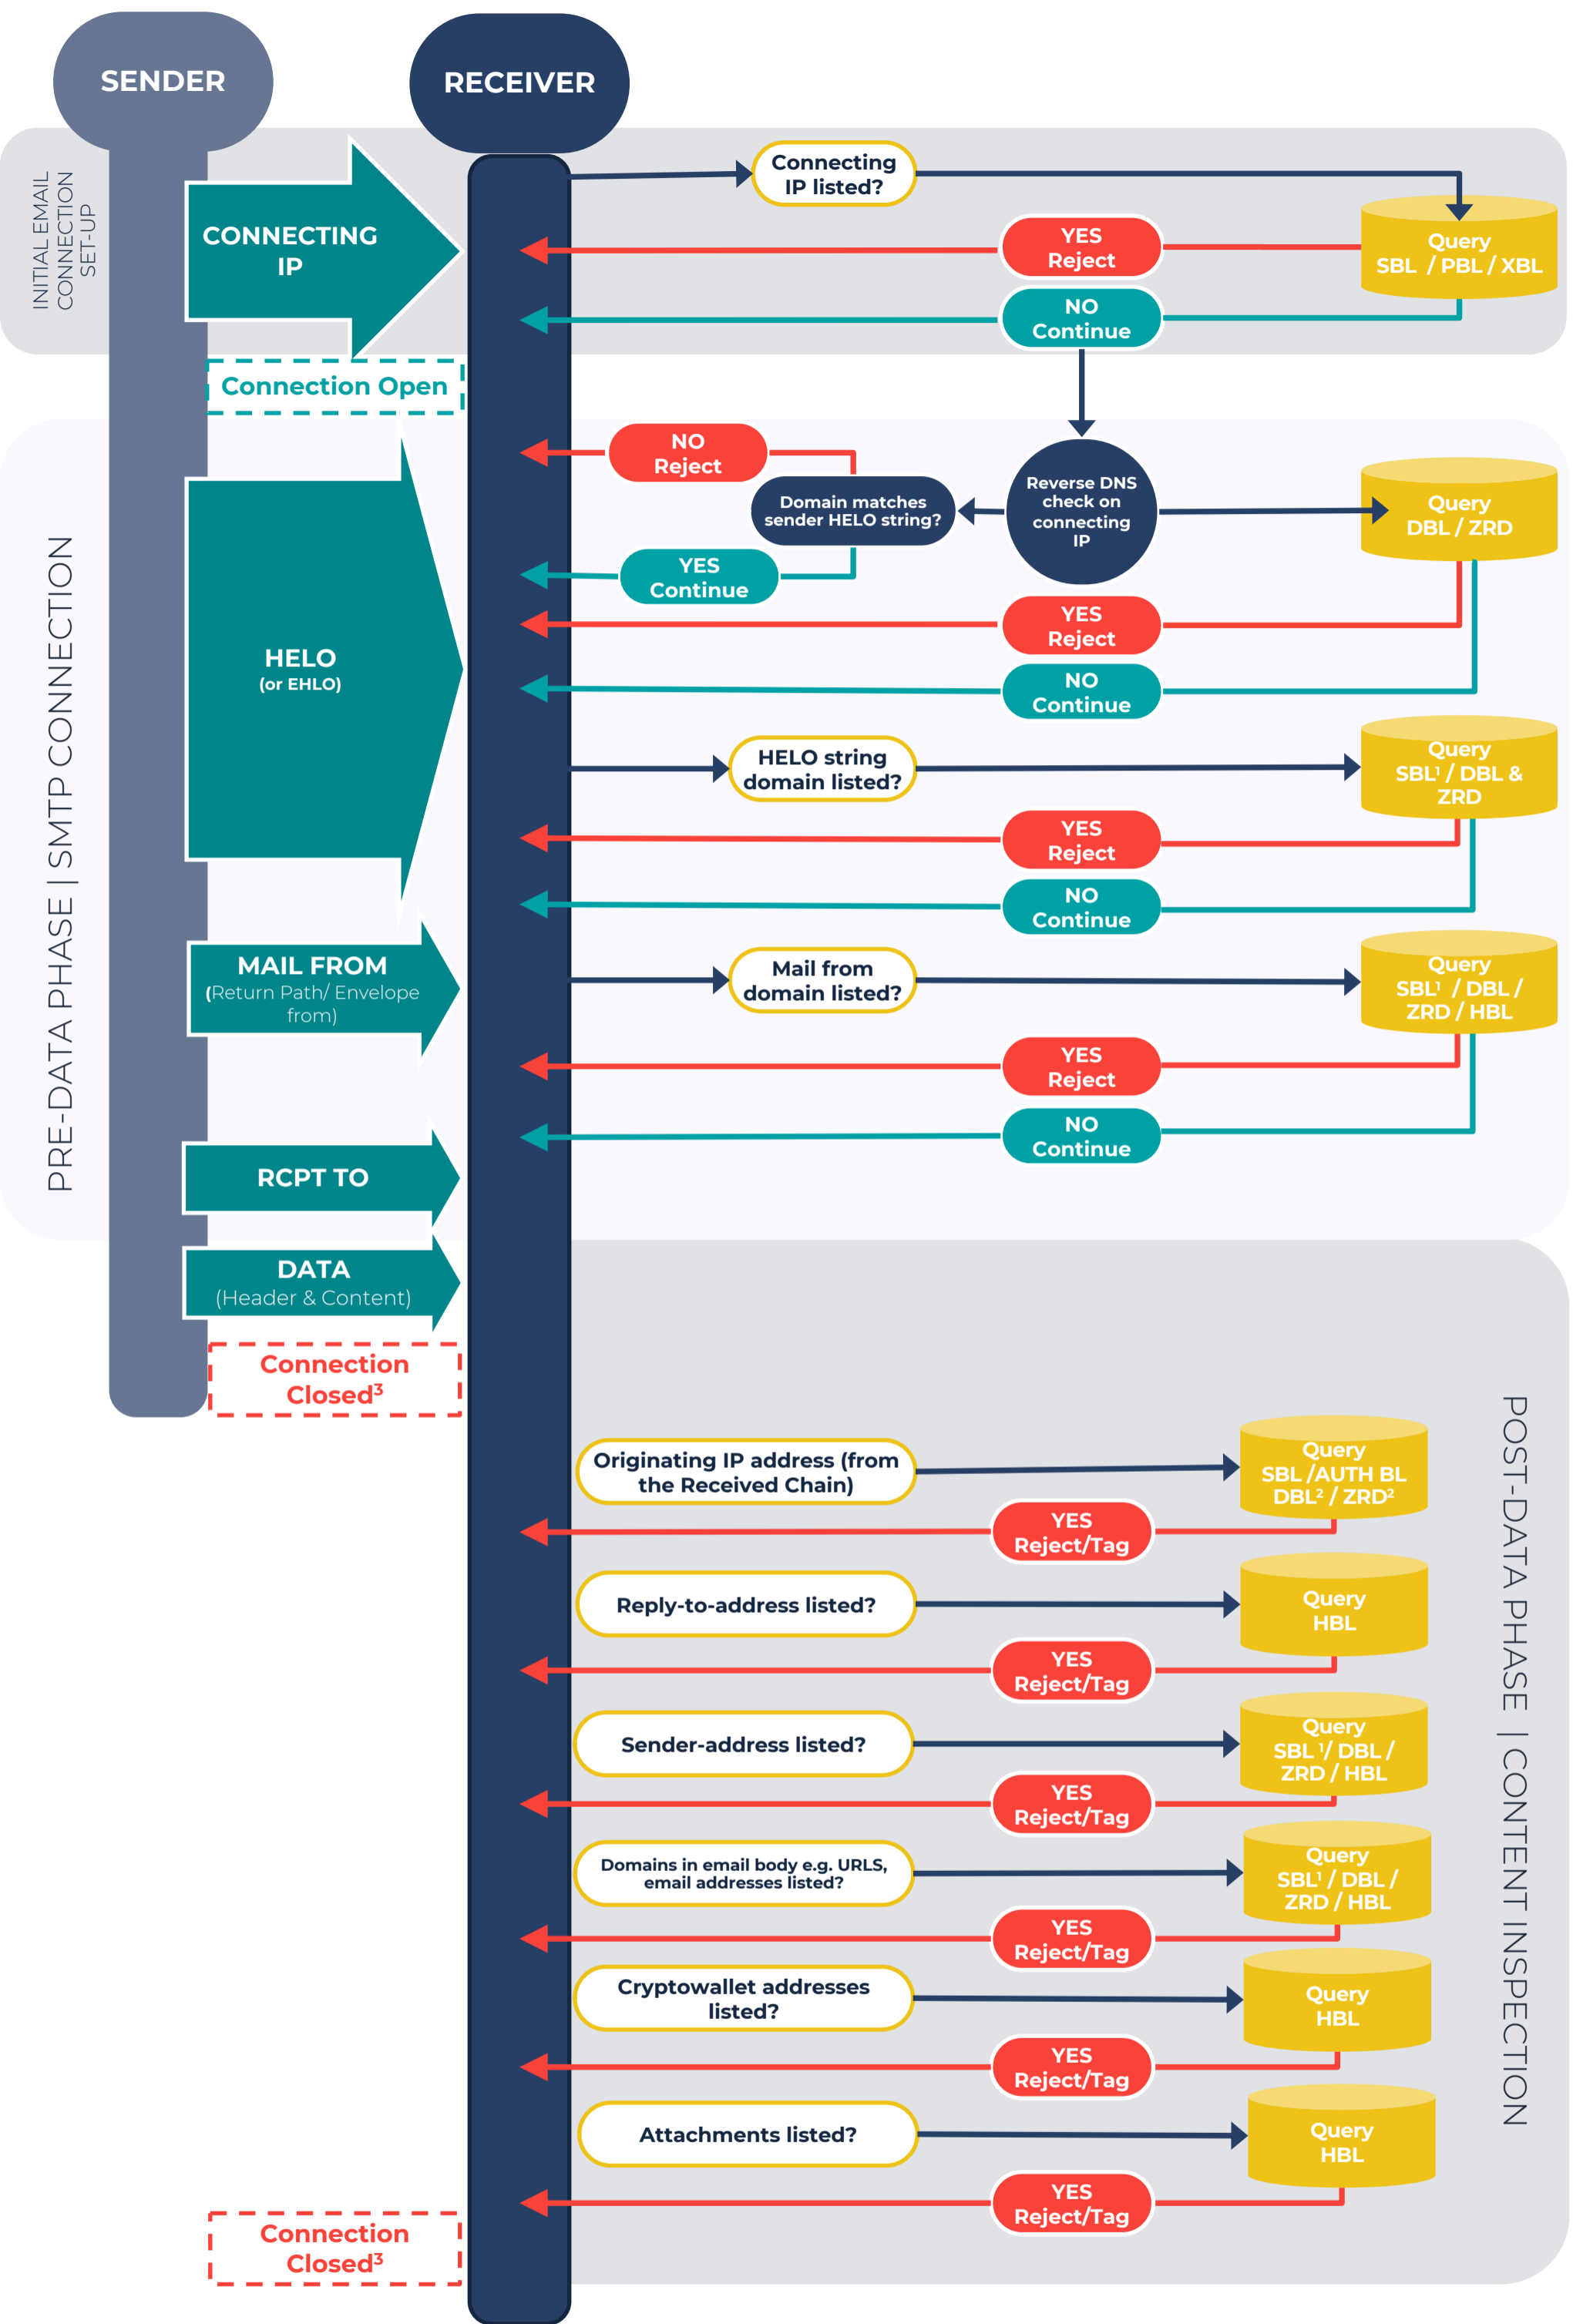 SENDER
RECEIVER
INITIAL EMAIL
CONNECTION
SET-UP
CONNECTING
IP
Connecting
IP listed?
Query
SBL / PBL / XBL
YES
Reject
NO
Continue
Connection Open
PRE-DATA PHASE | SMTP CONNECTION
HELO
(or EHLO)
NO
Reject
Domain matches
sender HELO string?
YES
Continue
Reverse DNS
check on
connecting
IP
Query
DBL / ZRD
YES
Reject
NO
Continue
HELO string
domain listed?
Query
SBL¹ / DBL &
ZRD
YES
Reject
NO
Continue
MAIL FROM
(Return Path/ Envelope
from)
Mail from
domain listed?
Query
SBL¹ / DBL /
ZRD / HBL
YES
Reject
NO
Continue
RCPT TO
DATA
(Header & Content)
Connection
Closed³
POST-DATA PHASE | CONTENT INSPECTION
Originating IP address (from
the Received Chain)
Query
SBL /AUTH BL
DBL² / ZRD²
YES
Reject/Tag
Reply-to-address listed?
Query
HBL
YES
Reject/Tag
Sender-address listed?
Query
SBL ¹/ DBL /
ZRD / HBL
YES
Reject/Tag
Domains in email body e.g. URLS,
email addresses listed?
Query
SBL¹ / DBL /
ZRD / HBL
YES
Reject/Tag
Cryptowallet addresses
listed?
Query
HBL
YES
Reject/Tag
Attachments listed?
Query
HBL
YES
Reject/Tag
Connection
Closed³